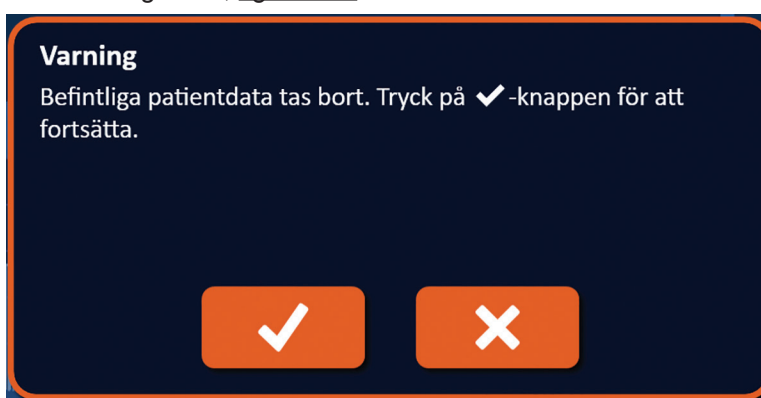 Varning
Befintliga patientdata tas bort. Tryck på ✔ -knappen för att
fortsätta.